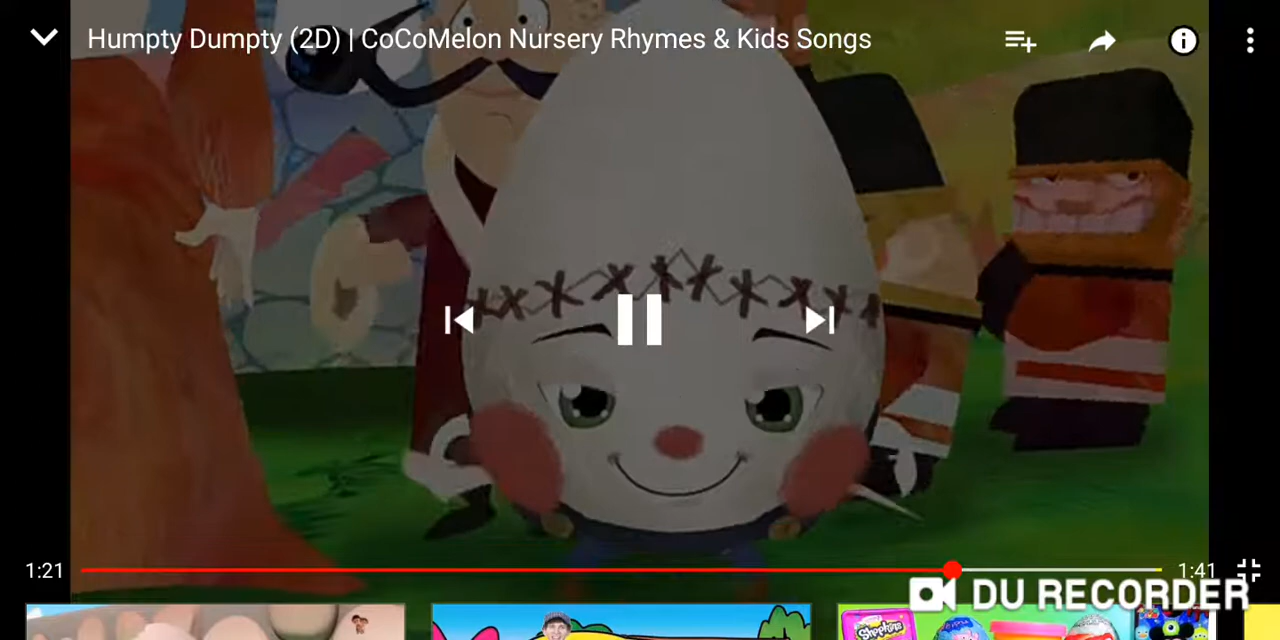 Humpty Dumpty (2D) | CoCoMelon Nursery Rhymes & Kids Songs
1:21
1:41
DU RECORDER
Shopkins